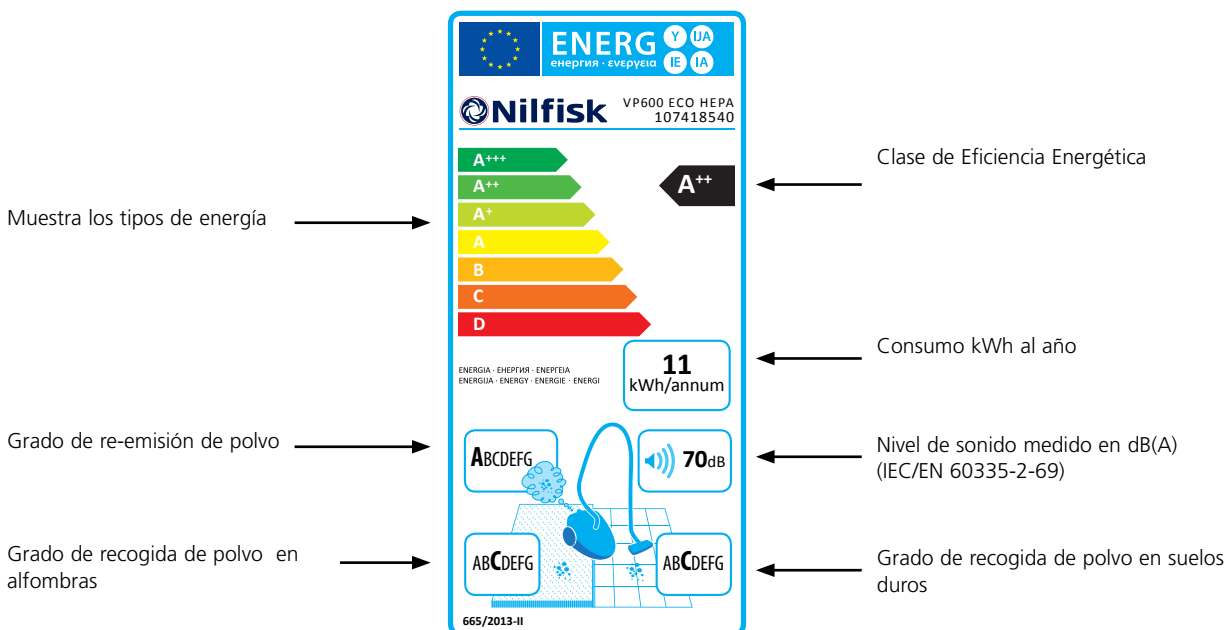 ENERG
енергия · ενεργεια
Y IJA
IE IA
Nilfisk
VP600 ECO HEPA
107418540
A+++
A++
A+
A
B
C
D
A++
Muestra los tipos de energía
Clase de Eficiencia Energética
11
kWh/annum
Consumo kWh al año
ENERGIA · ЕНЕРГИЯ · ΕΝΕΡΓΕΙΑ
ENERGIJA · ENERGY · ENERGIE · ENERGI
Grado de re-emisión de polvo
ABCDEFG
70dB
Nivel de sonido medido en dB(A)
(IEC/EN 60335-2-69)
Grado de recogida de polvo en
alfombras
ABCDEFG
ABCDEFG
Grado de recogida de polvo en suelos
duros
665/2013-II